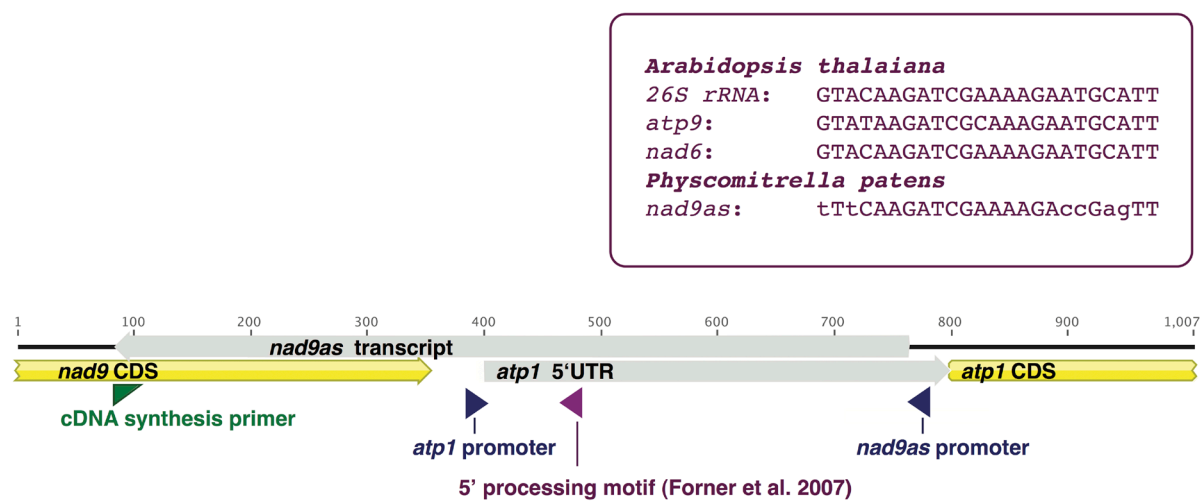 Arabidopsis thalaiana
26S rRNA: GTACAAGATCGAAAAGAATGCATT
atp9: GTATAAGATCGCAAAGAATGCATT
nad6: GTACAAGATCGAAAAGAATGCATT
Physcomitrella patens
nad9as: tTtCAAGATCGAAAAGAccGagTT
1 100 200 300 400 500 600 700 800 900 1,007
nad9as transcript
nad9 CDS atp1 5‘UTR atp1 CDS
cDNA synthesis primer
atp1 promoter nad9as promoter
5’ processing motif (Forner et al. 2007)